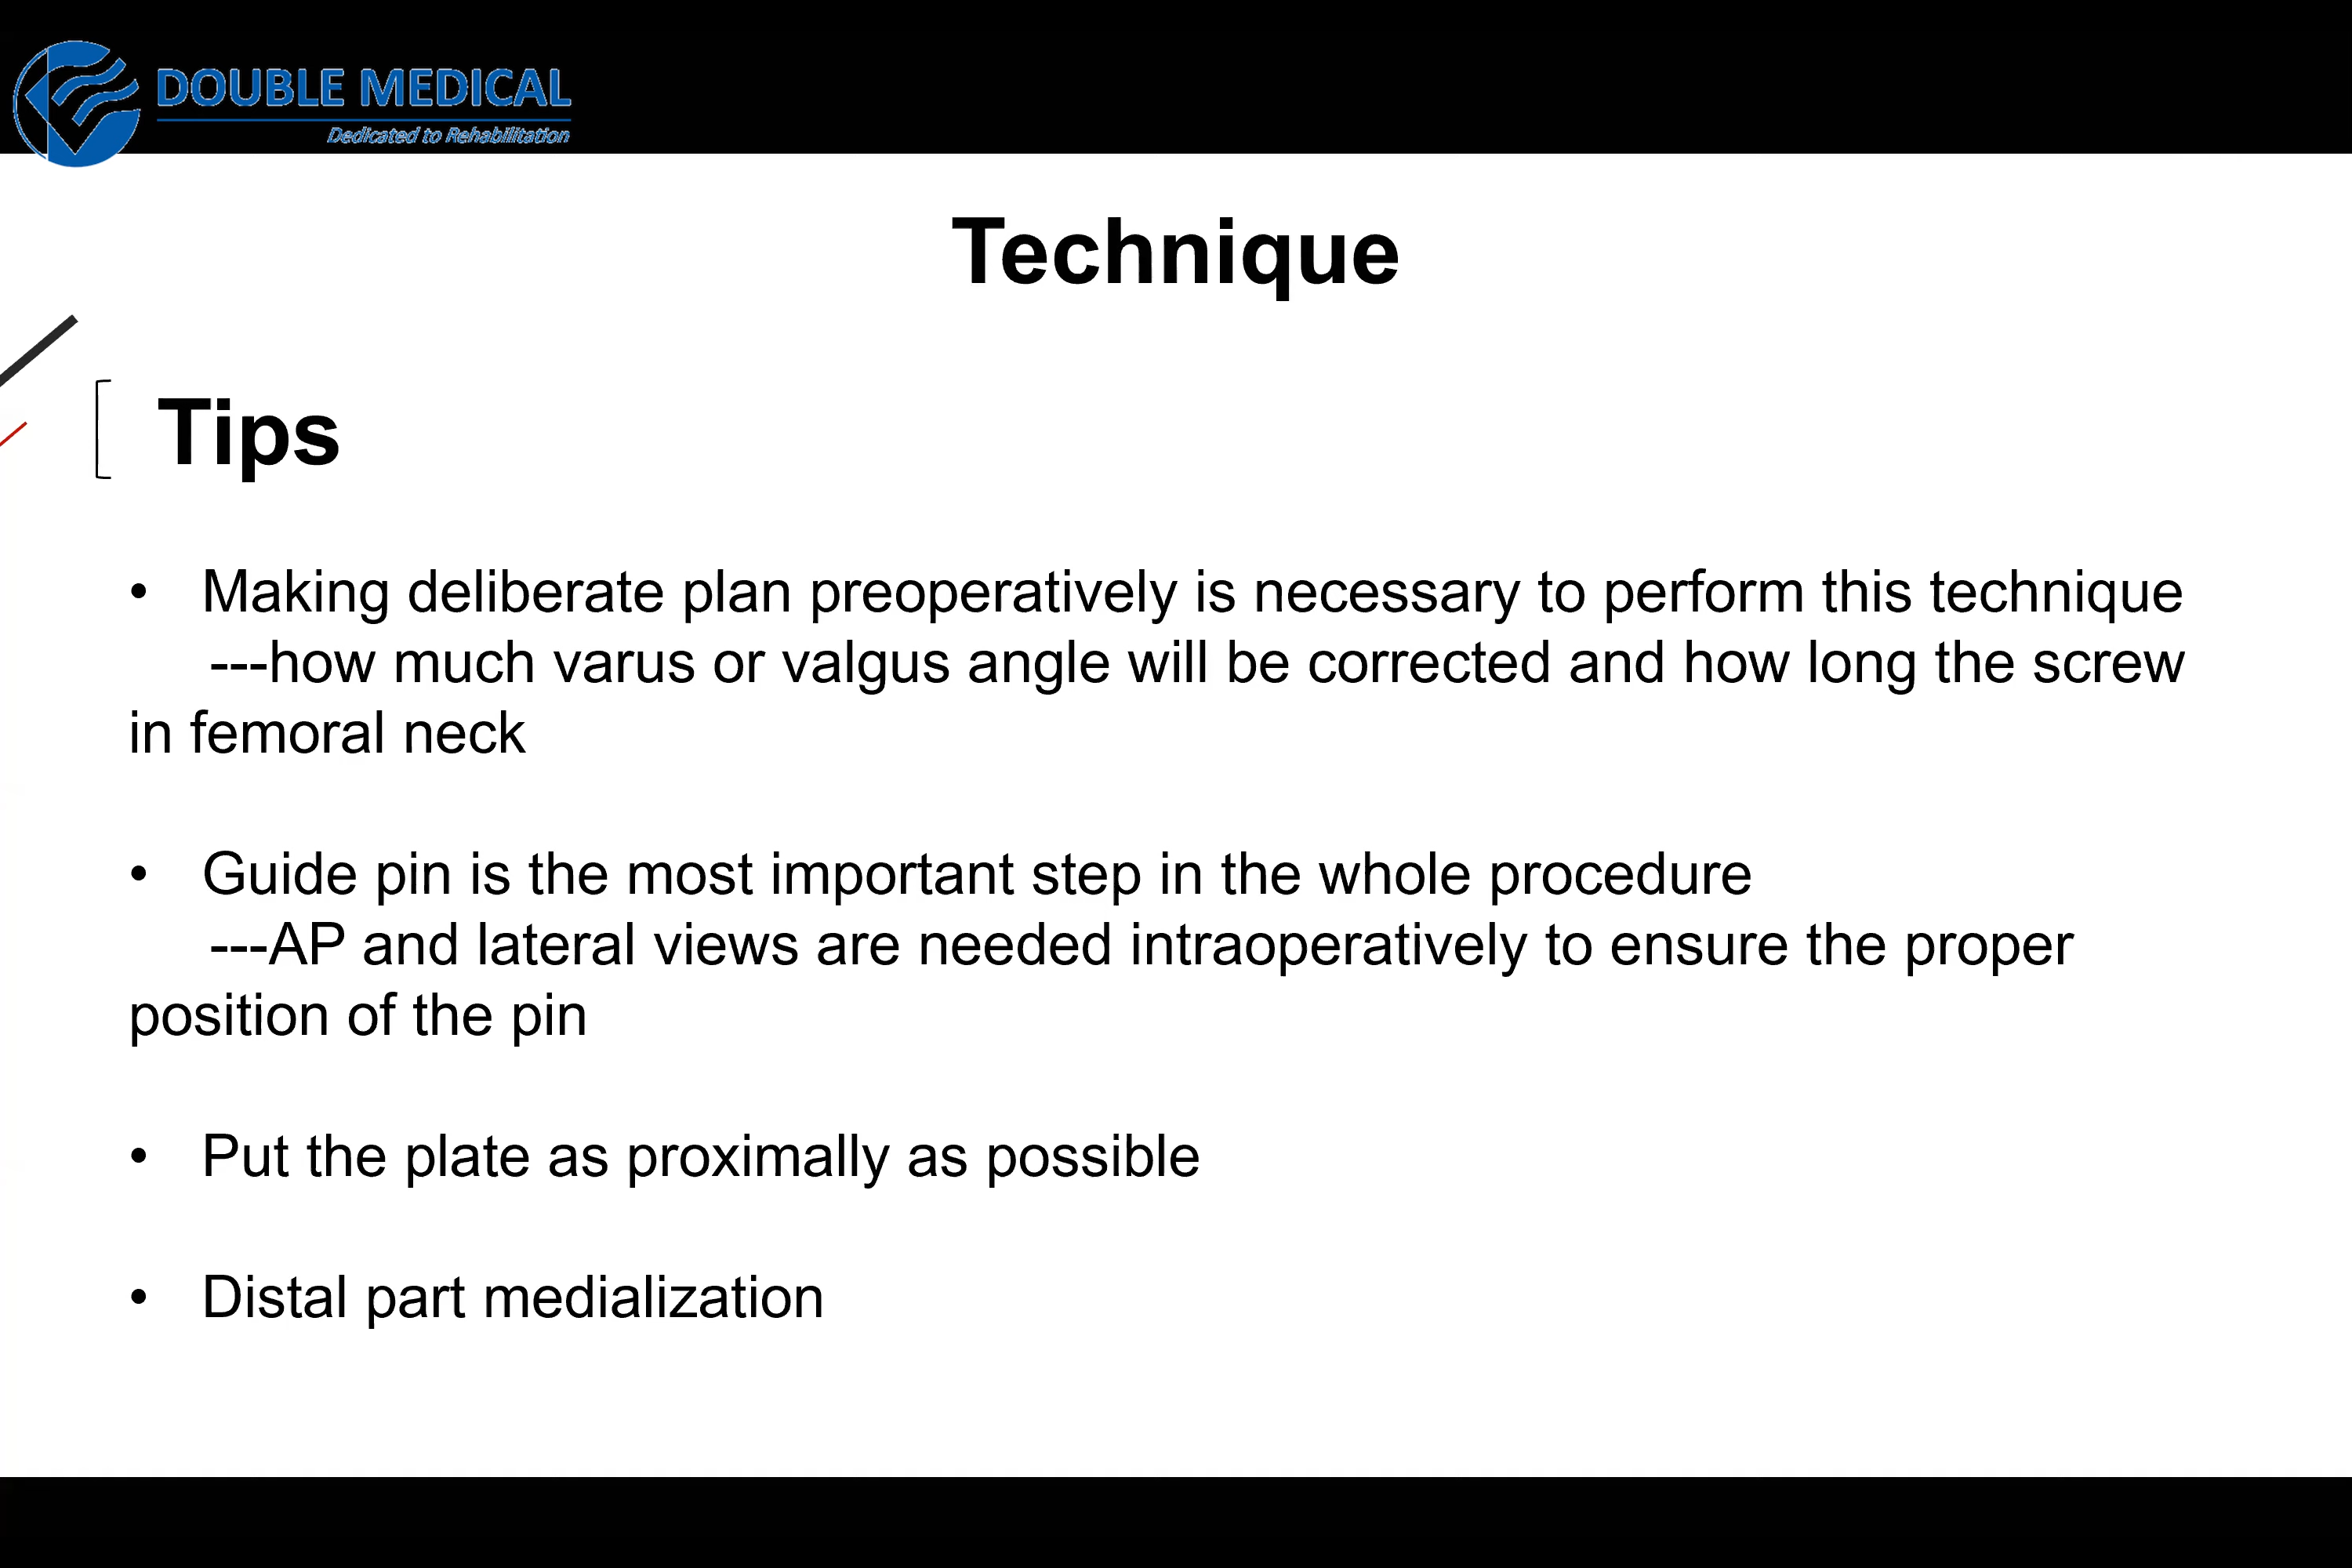 DOUBLE MEDICAL
Dedicated to Rehabilitation
Technique
Tips
• Making deliberate plan preoperatively is necessary to perform this technique
---how much varus or valgus angle will be corrected and how long the screw
in femoral neck
• Guide pin is the most important step in the whole procedure
---AP and lateral views are needed intraoperatively to ensure the proper
position of the pin
• Put the plate as proximally as possible
• Distal part medialization